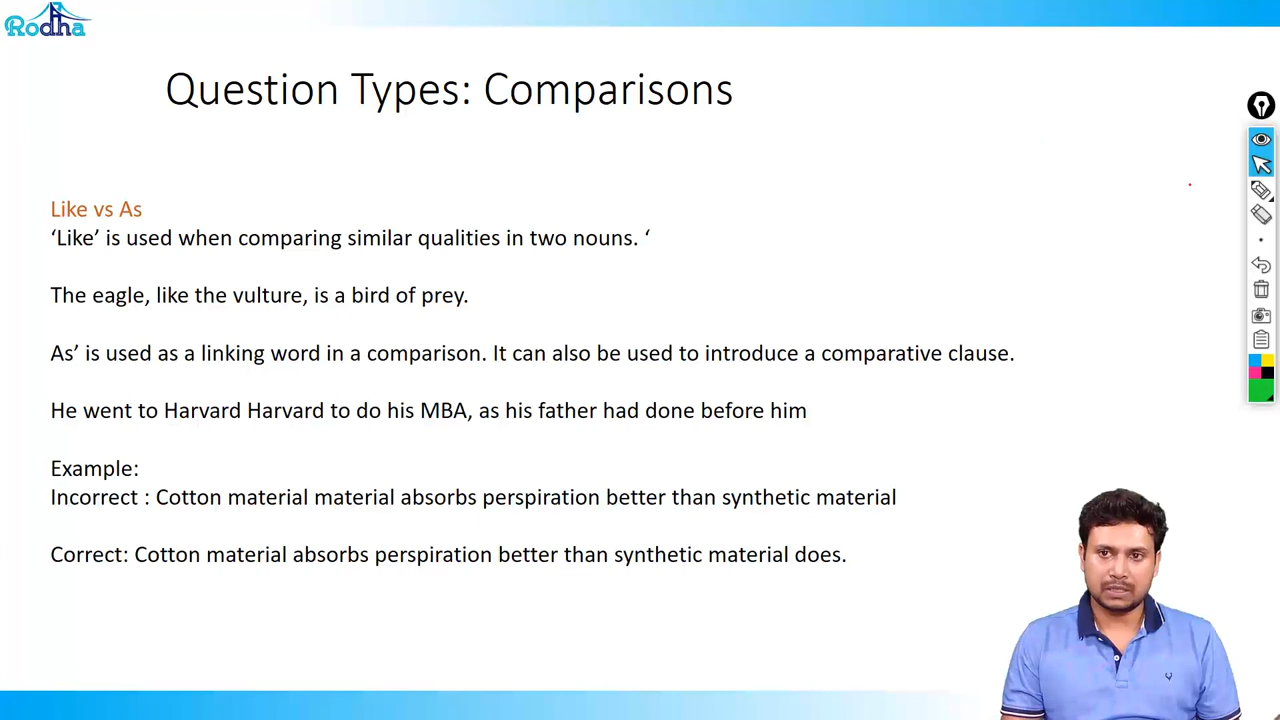 Rodha
Question Types: Comparisons
Like vs As
‘Like’ is used when comparing similar qualities in two nouns. ‘
The eagle, like the vulture, is a bird of prey.
As’ is used as a linking word in a comparison. It can also be used to introduce a comparative clause.
He went to Harvard Harvard to do his MBA, as his father had done before him
Example:
Incorrect : Cotton material material absorbs perspiration better than synthetic material
Correct: Cotton material absorbs perspiration better than synthetic material does.